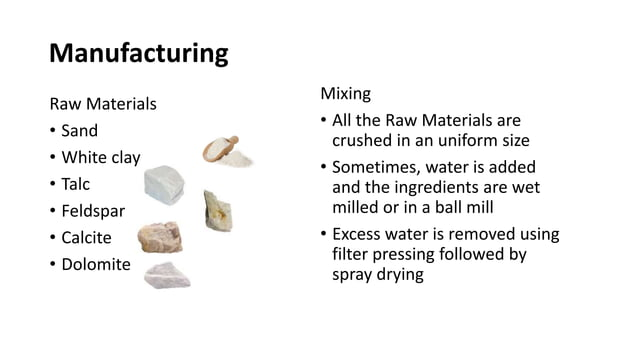 Manufacturing
Raw Materials
• Sand
• White clay
• Talc
• Feldspar
• Calcite
• Dolomite
Mixing
• All the Raw Materials are
crushed in an uniform size
• Sometimes, water is added
and the ingredients are wet
milled or in a ball mill
• Excess water is removed using
filter pressing followed by
spray drying